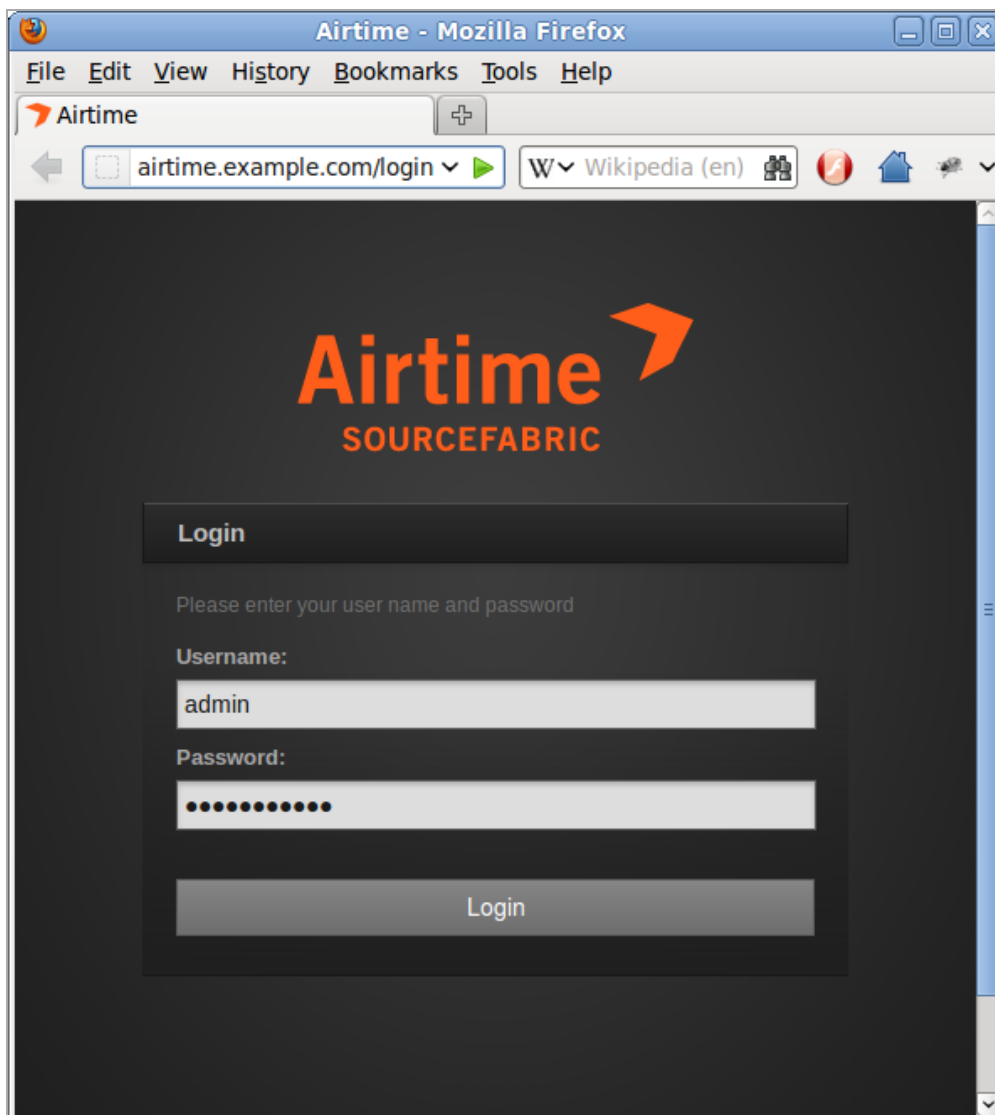 Airtime - Mozilla Firefox
File Edit View History Bookmarks Tools Help
Airtime
airtime.example.com/login W Wikipedia (en)
Airtime
SOURCEFABRIC
Login
Please enter your user name and password
Username:
admin
Password:
●●●●●●●●●●●
Login